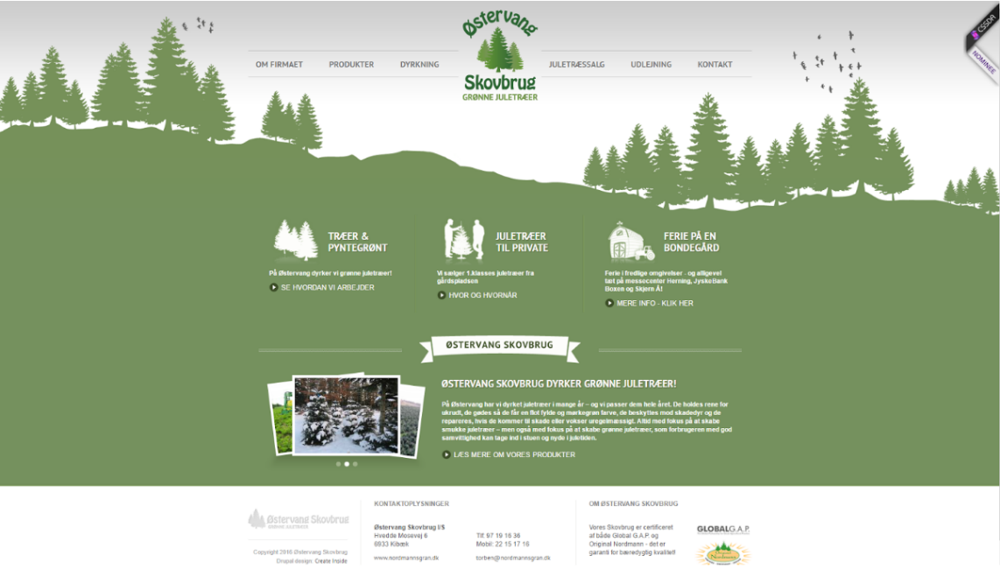 CSSDA
NOMINEE
Østervang
Skovbrug
GRØNNE JULETRÆER
OM FIRMAET
PRODUKTER
DYRKNING
JULETRÆSSALG
UDLEJNING
KONTAKT
TRÆER &
PYNTEGRØNT
På Østervang dyrker vi grønne juletræer!
SE HVORDAN VI ARBEJDER
JULETRÆER
TIL PRIVATE
Vi sælger 1.klasses juletræer fra
gårdspladsen
HVOR OG HVORNÅR
FERIE PÅ EN
BONDEGÅRD
Ferie i fredlige omgivelser - og alligevel
tæt på messecenter Herning, JyskeBank
Boxen og Skjern Å!
MERE INFO - KLIK HER
ØSTERVANG SKOVBRUG
ØSTERVANG SKOVBRUG DYRKER GRØNNE JULETRÆER!
På Østervang har vi dyrket juletræer i mange år – og vi passer dem hele året. De holdes rene for
ukrudt, de gødes så de får en flot fylde og mørkegrøn farve, de beskyttes mod skadedyr og de
repareres, hvis de kommer til skade eller vokser uregelmæssigt. Altid med fokus på at skabe
smukke juletræer – men også med fokus på at skabe grønne juletræer, som forbrugeren med god
samvittighed kan tage ind i stuen og nyde i juletiden.
LÆS MERE OM VORES PRODUKTER
Østervang Skovbrug
GRØNNE JULETRÆER
Copyright 2016 Østervang Skovbrug
Drupal design: Create Inside
KONTAKTOPLYSNINGER
Østervang Skovbrug I/S
Hvedde Mosevej 6
6933 Kibæk
www.nordmannsgran.dk
Tlf. 97 19 16 36
Mobil: 22 15 17 16
torben@nordmannsgran.dk
OM ØSTERVANG SKOVBRUG
Vores Skovbrug er certificeret
af både Global G.A.P. og
Original Nordmann - det er
garanti for bæredygtig kvalitet!
GLOBALG.A.P.
Original
Nordmann